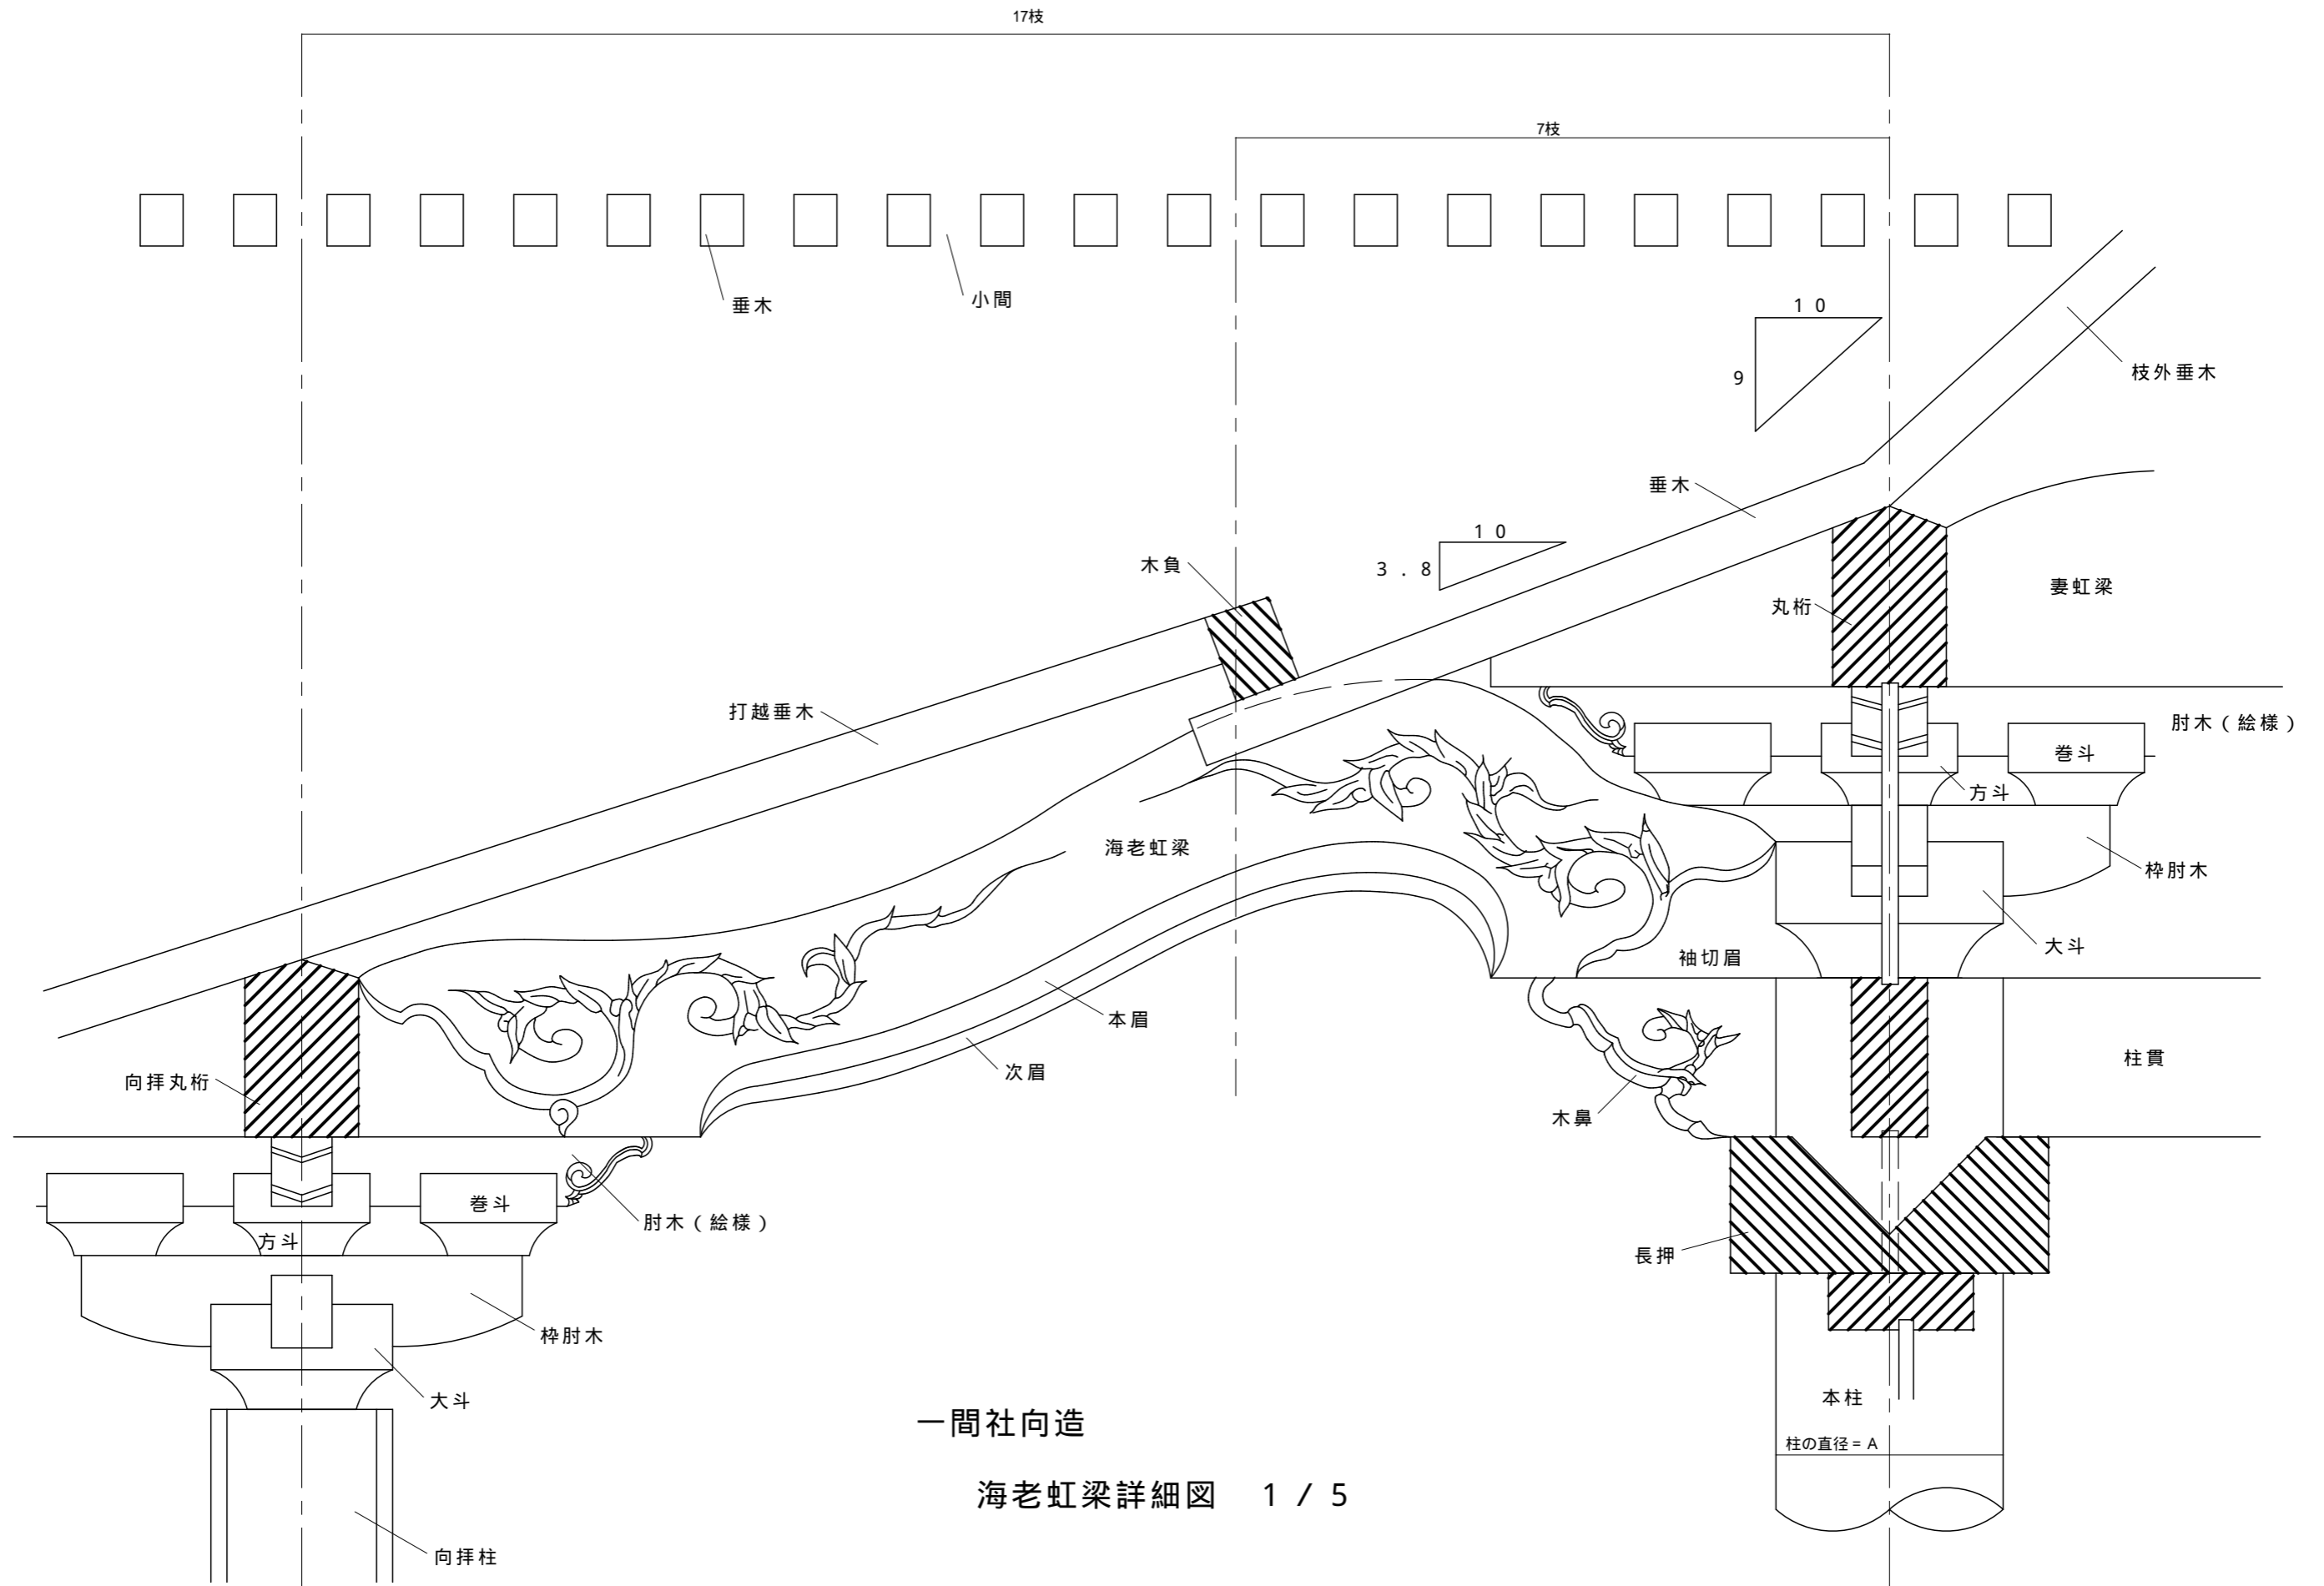 17枝
7枝
垂木
小間
10
9
枝外垂木
垂木
10
3.8
木負
妻虹梁
丸桁
打越垂木
肘木(絵様)
巻斗
方斗
海老虹梁
枠肘木
大斗
袖切眉
本眉
柱貫
次眉
向拝丸桁
木鼻
巻斗
肘木(絵様)
方斗
長押
枠肘木
大斗
本柱
一間社向造
柱の直径=A
海老虹梁詳細図 1/5
向拝柱